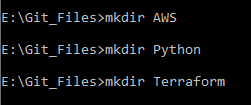 E:\Git_Files>mkdir AWS
E:\Git_Files>mkdir Python
E:\Git_Files>mkdir Terraform